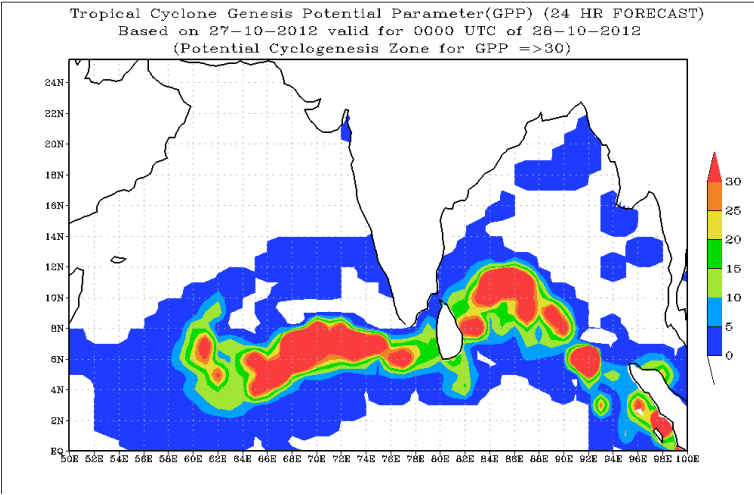 Tropical Cyclone Genesis Potential Parameter(GPP) (24 HR FORECAST)
Based on 27-10-2012 valid for 0000 UTC of 28-10-2012
(Potential Cyclogenesis Zone for GPP =>30)
24N
22N
20N
18N
16N
14N
12N
10N
8N
6N
4N
2N
EQ
50E 52E 54E 56E 58E 60E 62E 64E 66E 68E 70E 72E 74E 76E 78E 80E 82E 84E 86E 88E 90E 92E 94E 96E 98E 100E
30
25
20
15
10
5
0